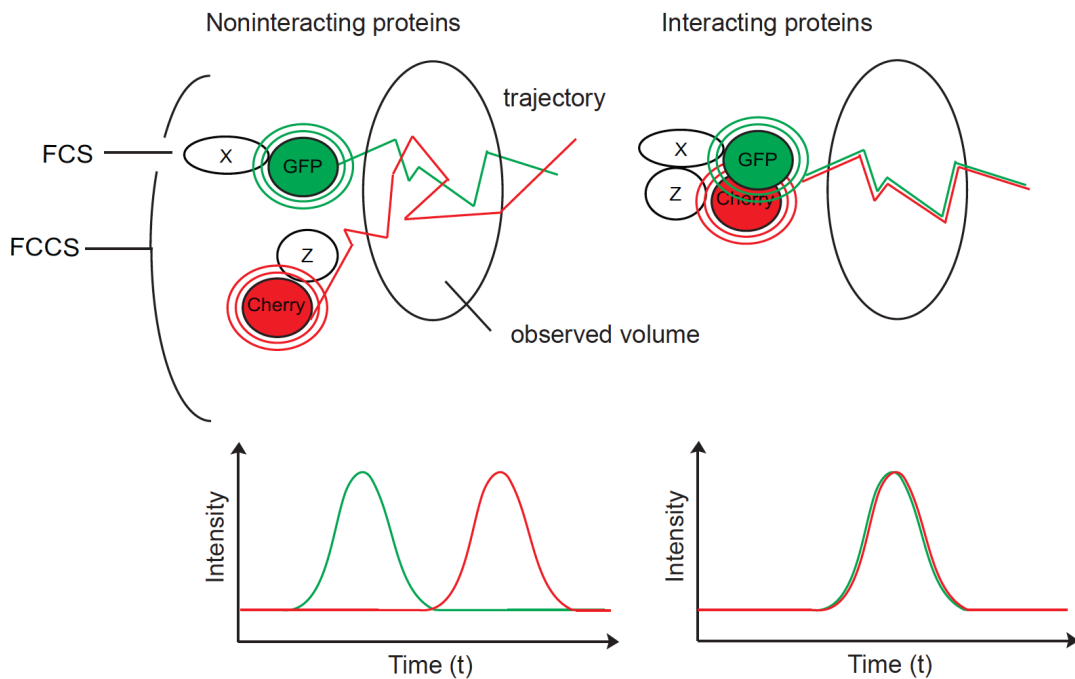 Noninteracting proteins
Interacting proteins
trajectory
FCS
X
GFP
X
GFP
Z
Cherry
FCCS
Z
Cherry
observed volume
Intensity
Time (t)
Intensity
Time (t)